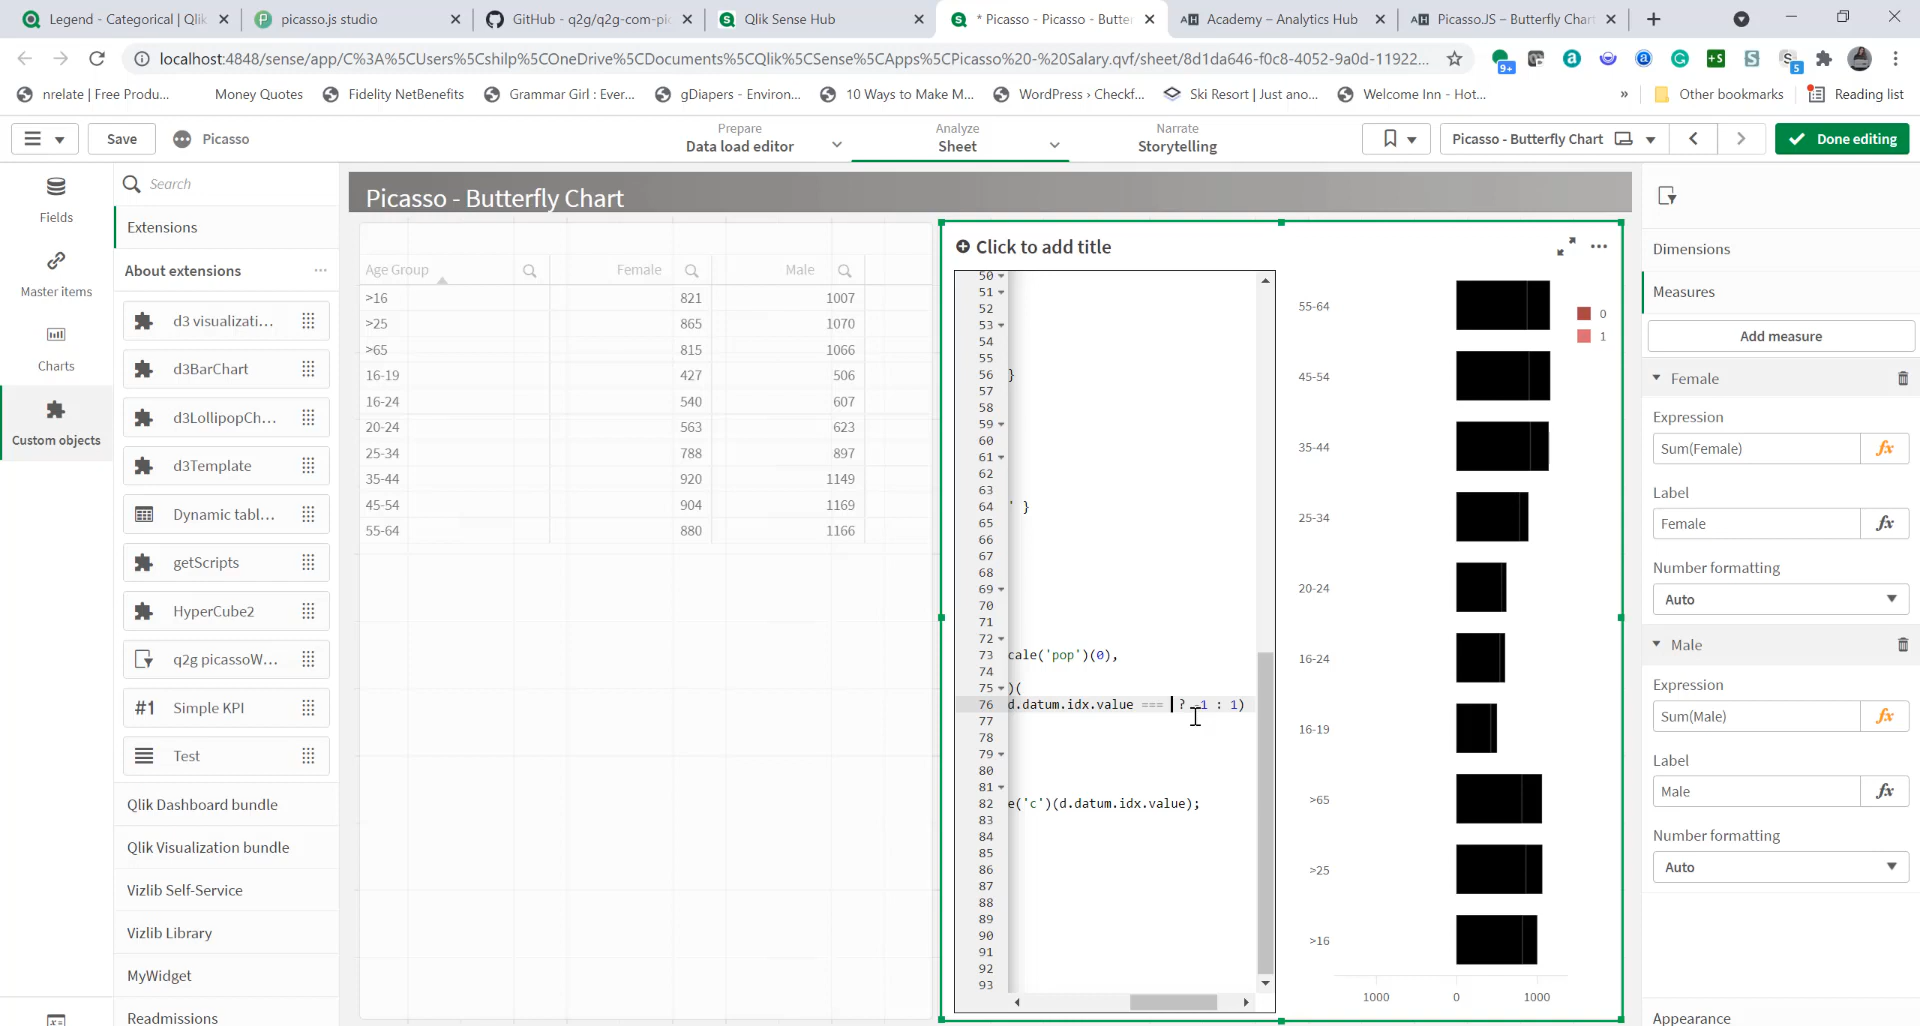 Legend - Categorical | Qlik
picasso.js studio
GitHub - q2g/q2g-com-pic
Qlik Sense Hub
* Picasso - Picasso - Butter
AH Academy – Analytics Hub
AH PicassoJS – Butterfly Chart
localhost:4848/sense/app/C%3A%5CUsers%5Cshilp%5COneDrive%5CDocuments%5CQlik%5CSense%5CApps%5CPicasso%20-%20Salary.qvf/sheet/8d1da646-f0c8-4052-9a0d-11922...
9+
+S
5
nrelate | Free Produ...
Money Quotes
Fidelity NetBenefits
Grammar Girl : Ever...
gDiapers - Environ...
10 Ways to Make M...
WordPress › Checkf...
Ski Resort | Just ano...
Welcome Inn - Hot...
»
Other bookmarks
Reading list
Save
Picasso
Prepare
Data load editor
Analyze
Sheet
Narrate
Storytelling
Picasso - Butterfly Chart
Done editing
Fields
Master items
Charts
Custom objects
Search
Extensions
About extensions
d3 visualizati...
d3BarChart
d3LollipopCh...
d3Template
Dynamic tabl...
getScripts
HyperCube2
q2g picassoW...
#1 Simple KPI
Test
Qlik Dashboard bundle
Qlik Visualization bundle
Vizlib Self-Service
Vizlib Library
MyWidget
Readmissions
Picasso - Butterfly Chart
Age Group Female Male
>16 821 1007
>25 865 1070
>65 815 1066
16-19 427 506
16-24 540 607
20-24 563 623
25-34 788 897
35-44 920 1149
45-54 904 1169
55-64 880 1166
Click to add title
50
51
52
53
54
55
56 }
57
58
59
60
61
62
63
64 ' }
65
66
67
68
69
70
71
72
73 cale('pop')(0),
74
75 )(
76 d.datum.idx.value === ? -1 : 1)
77
78
79
80
81
82 e('c')(d.datum.idx.value);
83
84
85
86
87
88
89
90
91
92
93
55-64
45-54
35-44
25-34
20-24
16-24
16-19
>65
>25
>16
1000 0 1000
0
1
Dimensions
Measures
Add measure
Female
Expression
Sum(Female)
fx
Label
Female
fx
Number formatting
Auto
Male
Expression
Sum(Male)
fx
Label
Male
fx
Number formatting
Auto
Appearance